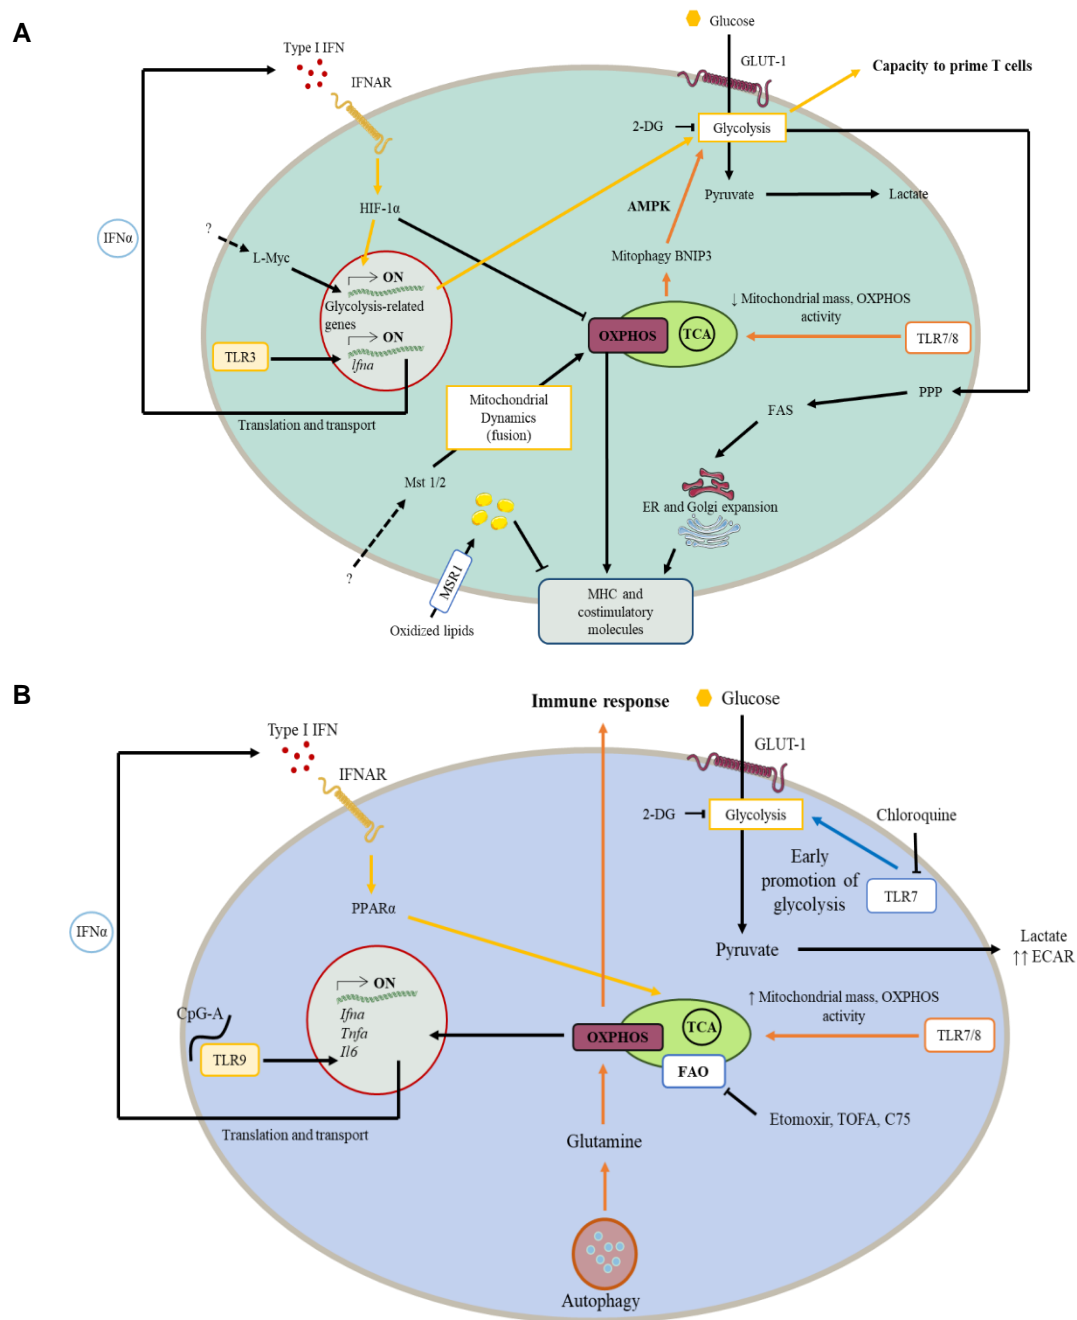 A
Glucose
Type I IFN
GLUT-1
IFNAR
Capacity to prime T cells
2-DG
Glycolysis
Pyruvate
Lactate
AMPK
HIF-1α
?
IFNα
L-Myc
Mitophagy BNIP3
ON
Glycolysis-related
genes
↓ Mitochondrial mass, OXPHOS
activity
OXPHOS
TCA
TLR7/8
ON
TLR3
Ifna
Mitochondrial
Dynamics
(fusion)
PPP
FAS
Translation and transport
Mst 1/2
ER and Golgi expansion
?
MSR1
MHC and
costimulatory
molecules
Oxidized lipids
B
Immune response
Glucose
Type I IFN
GLUT-1
IFNAR
2-DG
Glycolysis
Chloroquine
Early
promotion of
glycolysis
TLR7
PPARα
IFNα
Pyruvate
Lactate
↑↑ ECAR
ON
Ifna
Tnfa
Il6
CpG-A
TLR9
↑ Mitochondrial mass, OXPHOS
activity
OXPHOS
TCA
TLR7/8
FAO
Etomoxir, TOFA, C75
Translation and transport
Glutamine
Autophagy